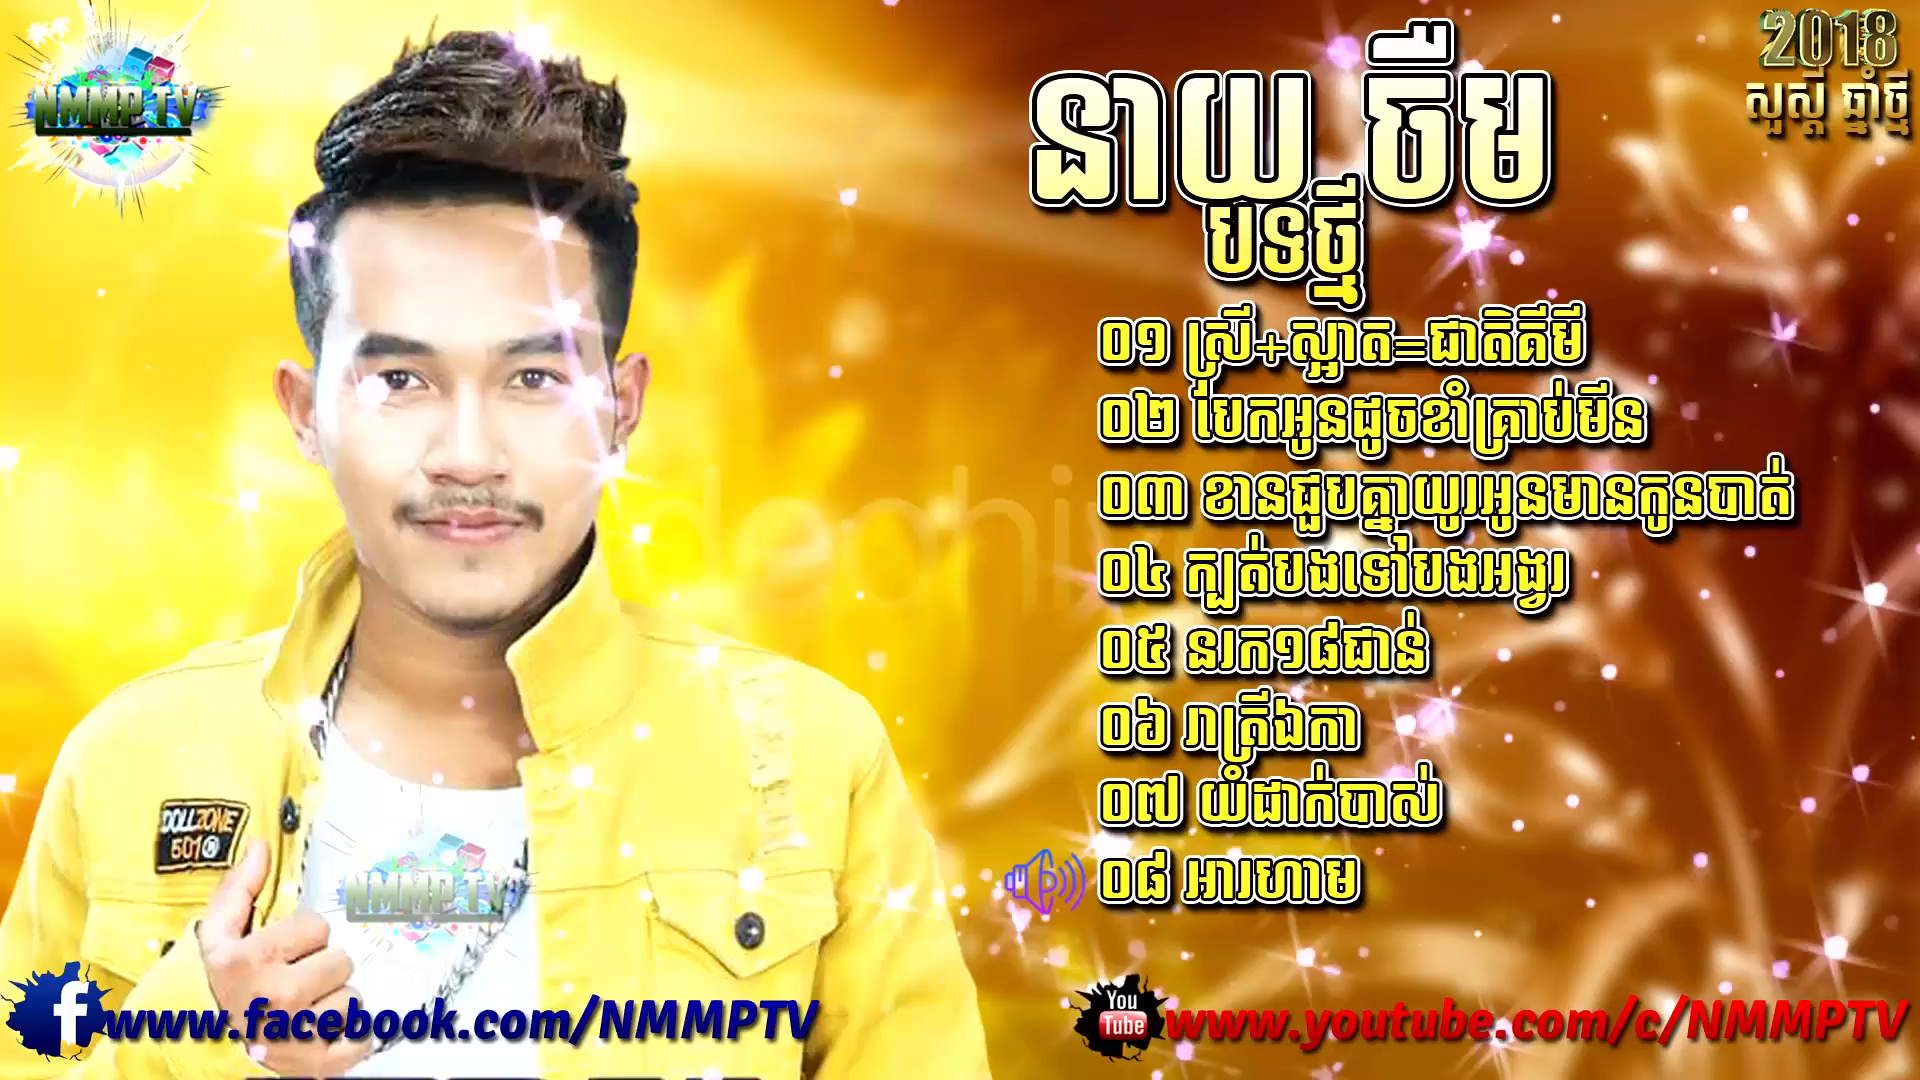 NMMP TV
2018
សួស្ដី ឆ្នាំថ្មី
នាយ ចឺម
បទថ្មី
០១ ស្រី+ស្អាត=ជាតិគីមី
០២ បែកអូនដូចខាំគ្រាប់មីន
០៣ ខានជួបគ្នាយូរអូនមានកូនបាត់
០៤ ក្បត់បងទៅបងអង្វរ
០៥ នរក១៨ជាន់
០៦ រាត្រីឯកា
០៧ យំដាក់បាស់
០៨ អារហាម
DOLLZONE
501®
NMMP TV
www.facebook.com/NMMPTV
You
Tube
www.youtube.com/c/NMMPTV